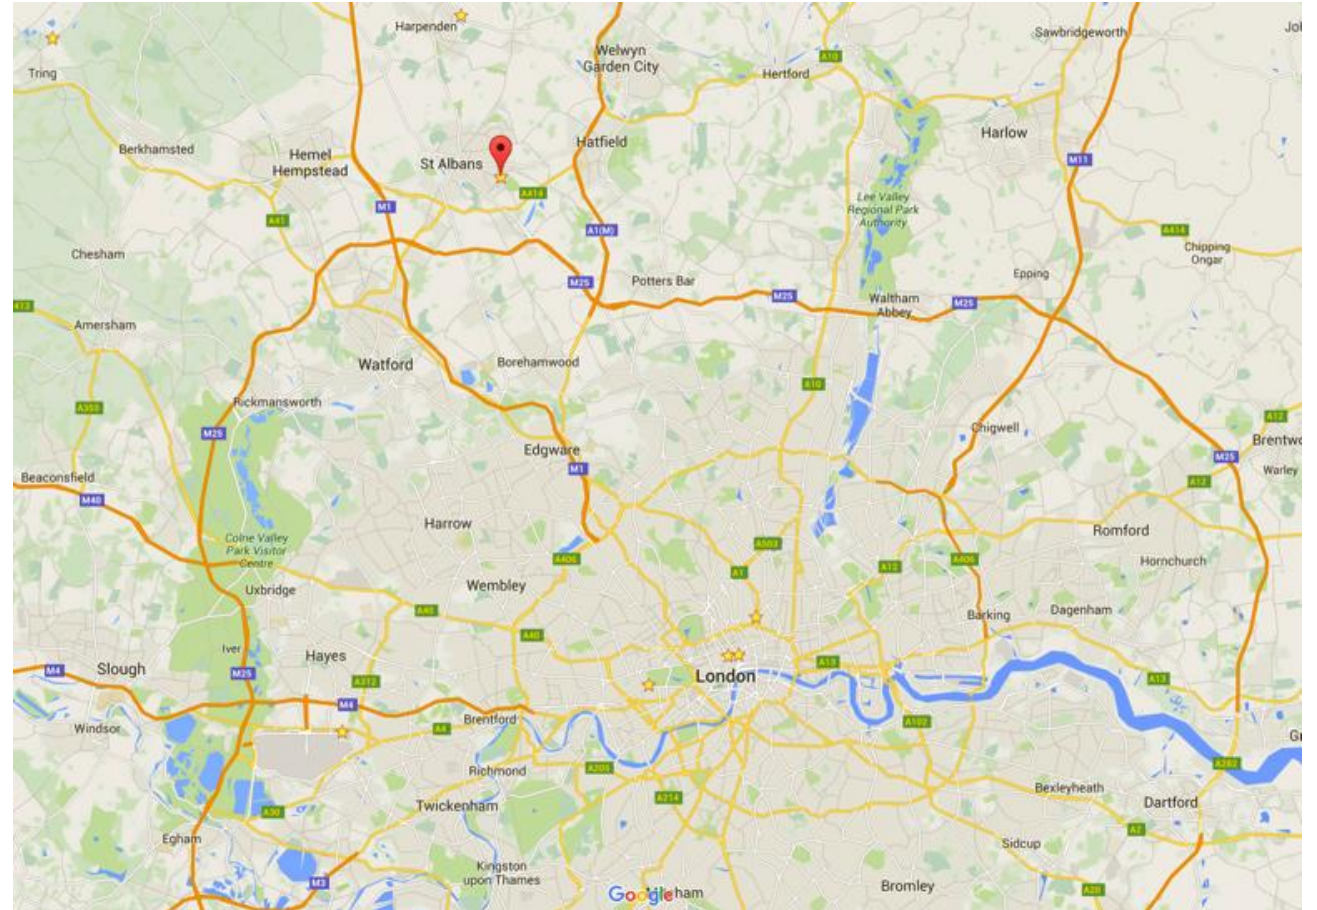 Harpenden
Sawbridgeworth
Welwyn
Garden City
A10
Hertford
Tring
Harlow
Hatfield
Berkhamsted
Hemel
Hempstead
St Albans
M11
A414
M1
Lee Valley
Regional Park
Authority
A41
A1(M)
A414
Chipping
Ongar
Chesham
Epping
M25
Potters Bar
M25
Waltham
Abbey
M25
413
Amersham
Watford
Borehamwood
A10
Rickmansworth
A355
A12
M25
Chigwell
Edgware
Brentwo
M25
M1
Warley
Beaconsfield
A12
M40
Harrow
Romford
Colne Valley
Park Visitor
Centre
A503
A406
A406
Hornchurch
A1
A12
Uxbridge
Wembley
A40
Barking
Dagenham
A40
Iver
Hayes
A13
Slough
M4
M25
London
A312
A13
M4
Windsor
Brentford
A4
A102
Richmond
A205
A282
A214
Bexleyheath
Twickenham
Dartford
A30
A2
Egham
Sidcup
Kingston
upon Thames
M3
Bromley
A20
Google